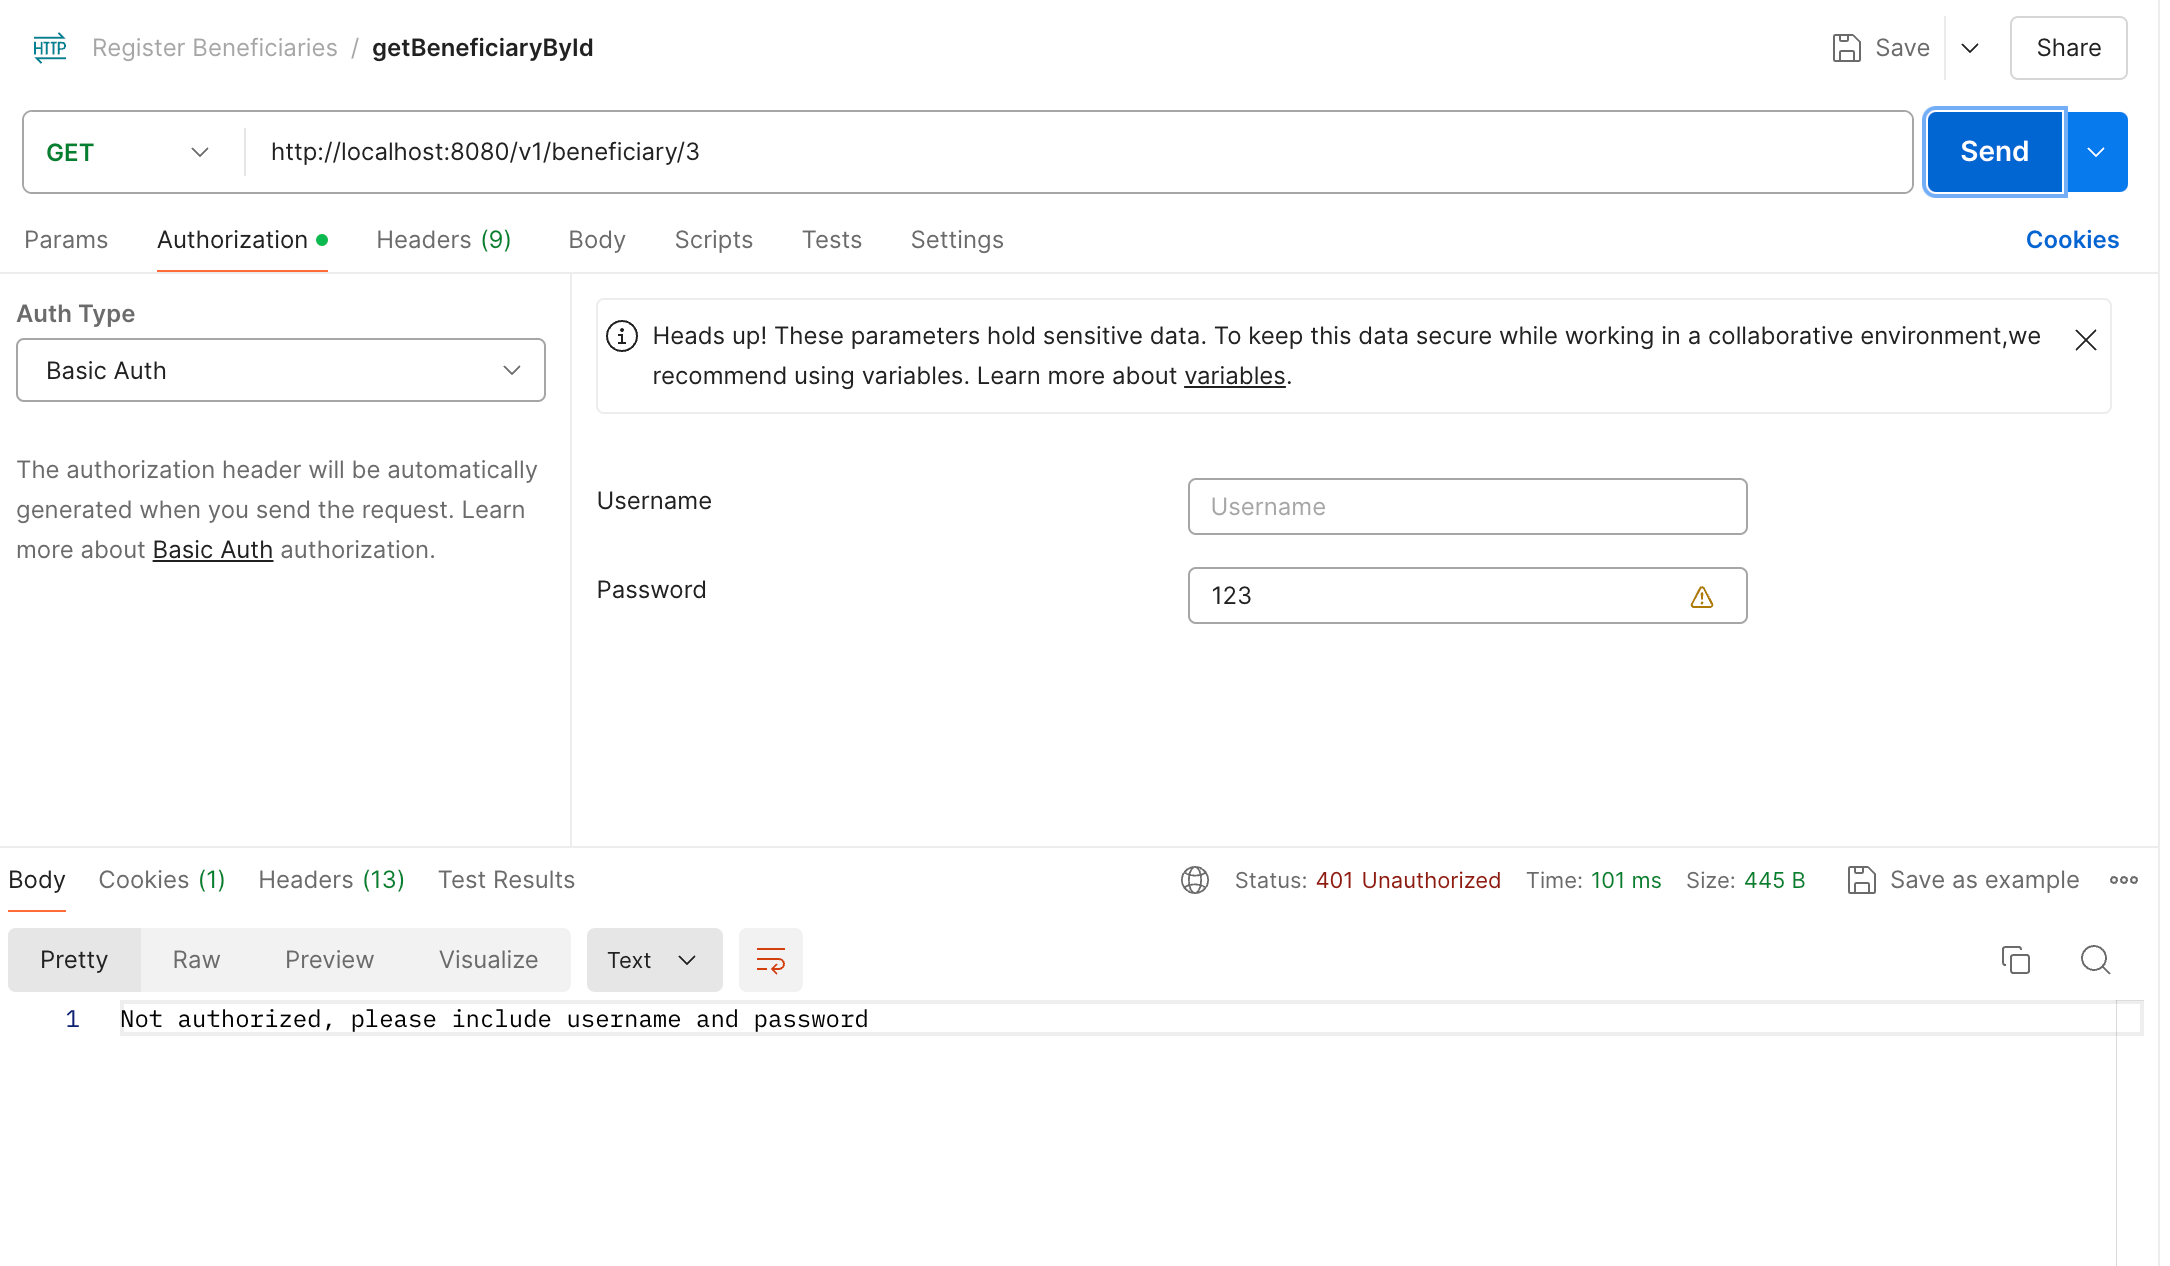 HTTP Register Beneficiaries / getBeneficiaryById Save Share
GET http://localhost:8080/v1/beneficiary/3 Send
Params Authorization Headers (9) Body Scripts Tests Settings Cookies
Auth Type
Basic Auth
The authorization header will be automatically
generated when you send the request. Learn
more about Basic Auth authorization.
Heads up! These parameters hold sensitive data. To keep this data secure while working in a collaborative environment,we
recommend using variables. Learn more about variables.
Username Username
Password 123
Body Cookies (1) Headers (13) Test Results Status: 401 Unauthorized Time: 101 ms Size: 445 B Save as example
Pretty Raw Preview Visualize Text
1 Not authorized, please include username and password